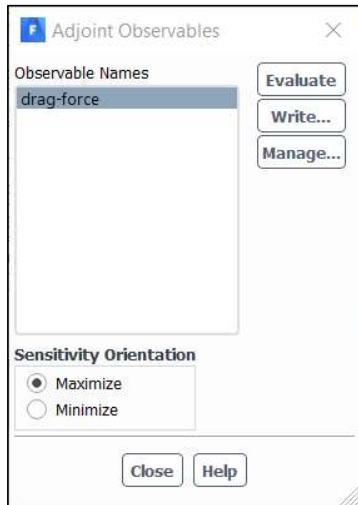 F Adjoint Observables
Observable Names
drag-force
Evaluate
Write...
Manage...
Sensitivity Orientation
Maximize
Minimize
Close Help